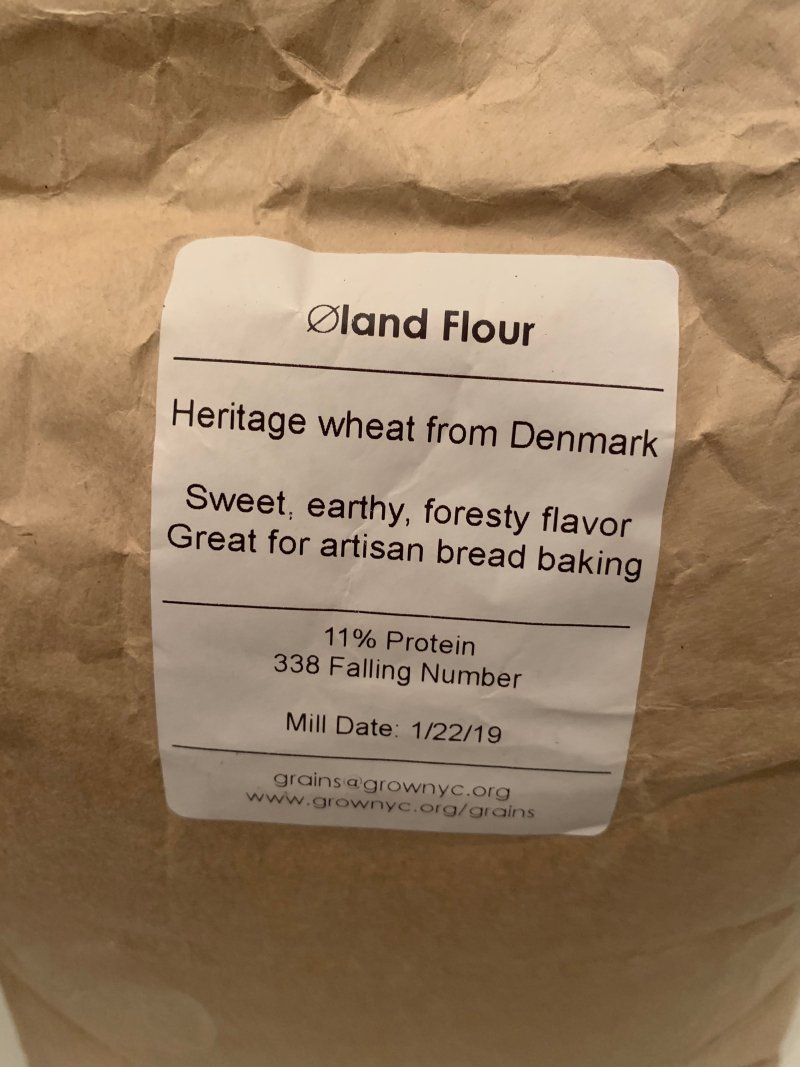 Øland Flour
Heritage wheat from Denmark
Sweet, earthy, foresty flavor
Great for artisan bread baking
11% Protein
338 Falling Number
Mill Date: 1/22/19
grains@grownyc.org
www.grownyc.org/grains